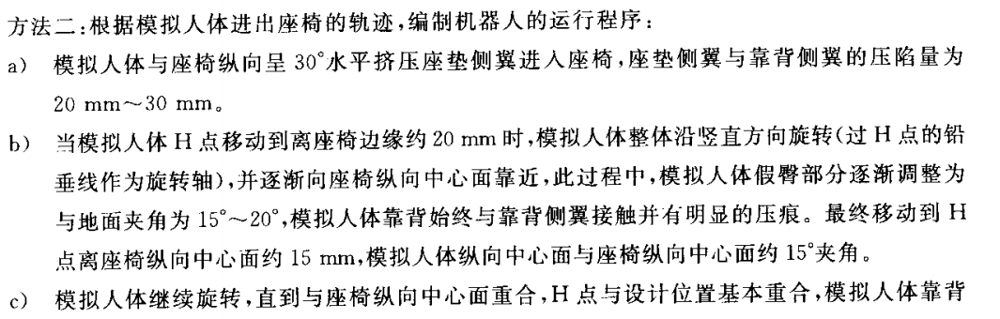 方法二:根据模拟人体进出座椅的轨迹,编制机器人的运行程序:
a) 模拟人体与座椅纵向呈 30°水平挤压座垫侧翼进入座椅,座垫侧翼与靠背侧翼的压陷量为
20 mm～30 mm。
b) 当模拟人体 H 点移动到离座椅边缘约 20 mm 时,模拟人体整体沿竖直方向旋转(过 H 点的铅
垂线作为旋转轴),并逐渐向座椅纵向中心面靠近,此过程中,模拟人体假臀部分逐渐调整为
与地面夹角为 15°～20°,模拟人体靠背始终与靠背侧翼接触并有明显的压痕。最终移动到 H
点离座椅纵向中心面约 15 mm,模拟人体纵向中心面与座椅纵向中心面约 15°夹角。
c) 模拟人体继续旋转,直到与座椅纵向中心面重合,H 点与设计位置基本重合,模拟人体靠背